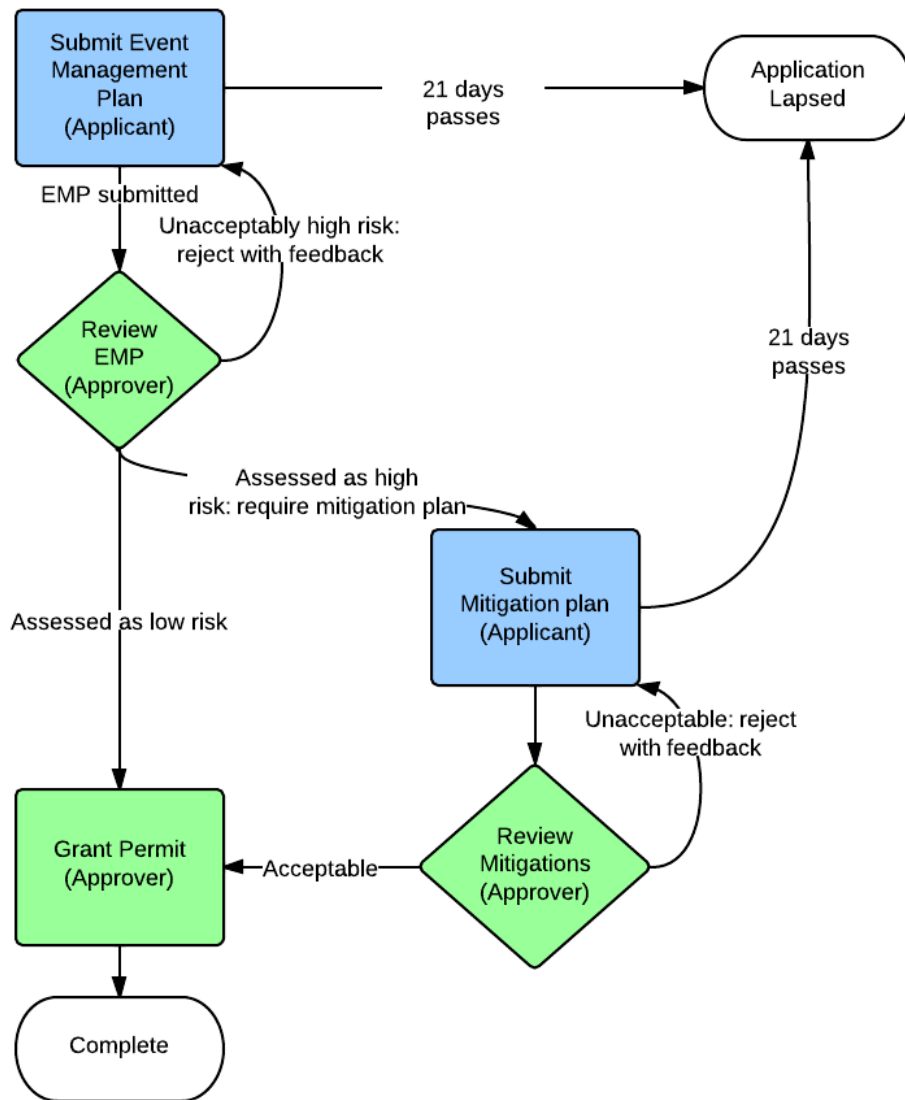 Submit Event
Management
Plan
(Applicant)
21 days
passes
Application
Lapsed
EMP submitted
Unacceptably high risk:
reject with feedback
Review
EMP
(Approver)
21 days
passes
Assessed as high
risk: require mitigation plan
Submit
Mitigation plan
(Applicant)
Assessed as low risk
Unacceptable: reject
with feedback
Grant Permit
(Approver)
Acceptable
Review
Mitigations
(Approver)
Complete